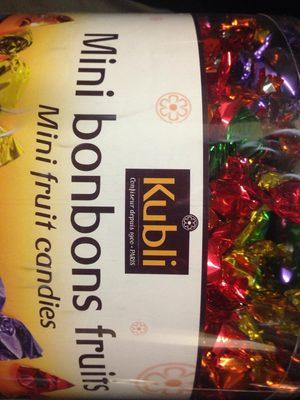 Mini bonbons fruits
Mini fruit candies
Kubli
Confiseur depuis 1900 - PARIS